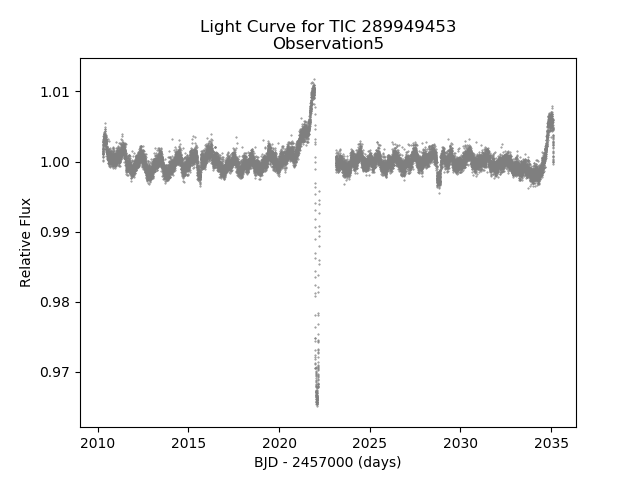 Light Curve for TIC 289949453
Observation5
1.01
1.00
0.99
0.98
0.97
Relative Flux
2010 2015 2020 2025 2030 2035
BJD - 2457000 (days)